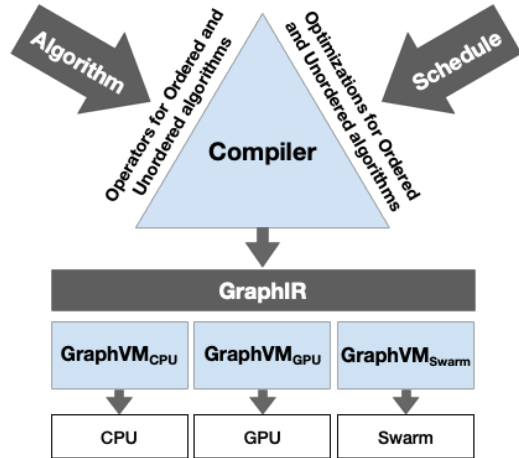 Algorithm
Operators for Ordered and
Unordered algorithms
Optimizations for Ordered
and Unordered algorithms
Schedule
Compiler
GraphIR
GraphVMCPU
GraphVMGPU
GraphVMSwarm
CPU
GPU
Swarm